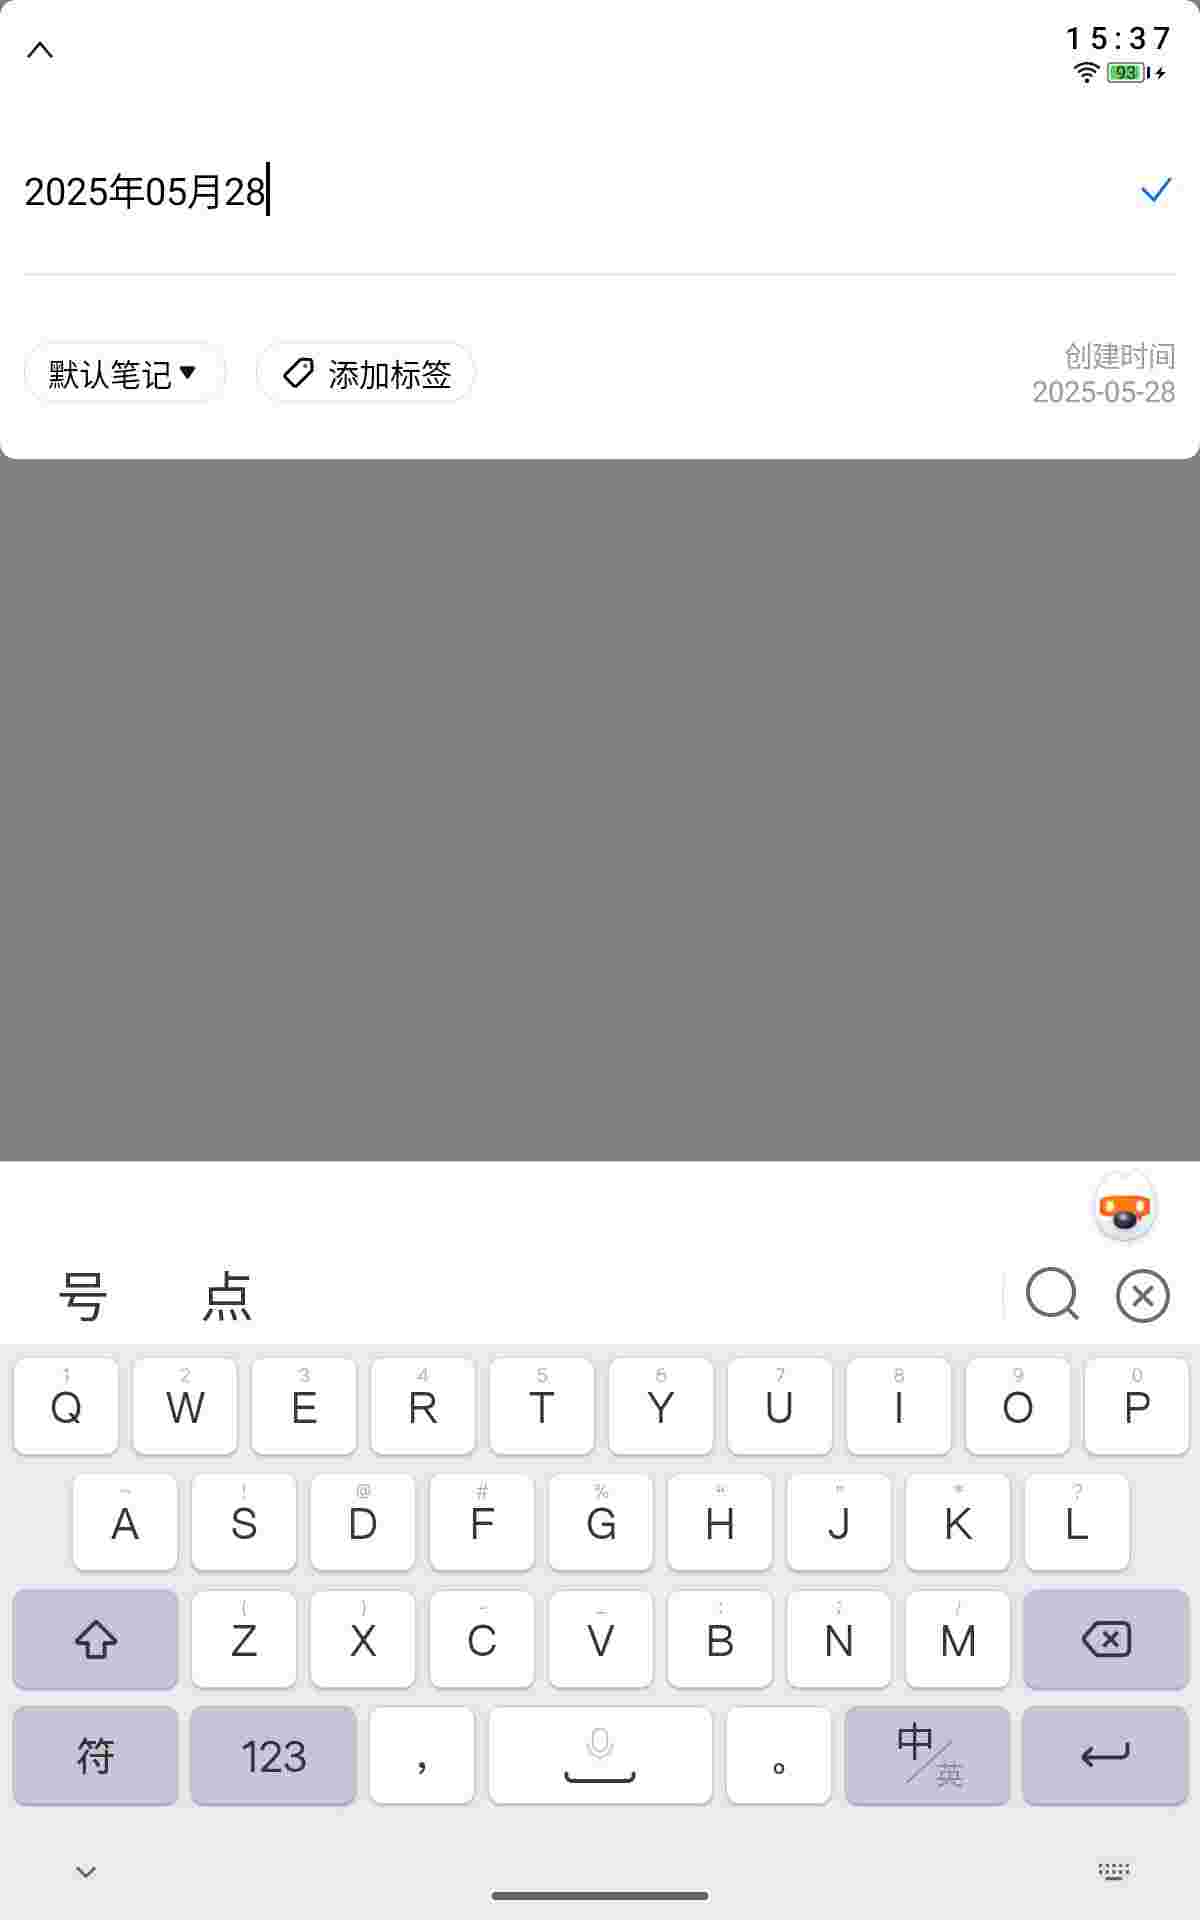 15:37
93
2025年05月28
默认笔记 添加标签
创建时间
2025-05-28
号 点
1 2 3 4 5 6 7 8 9 0
Q W E R T Y U I O P
~ ! @ # % “ ” * ?
A S D F G H J K L
( ) - _ : ; /
Z X C V B N M
符 123 ， 。 中/英